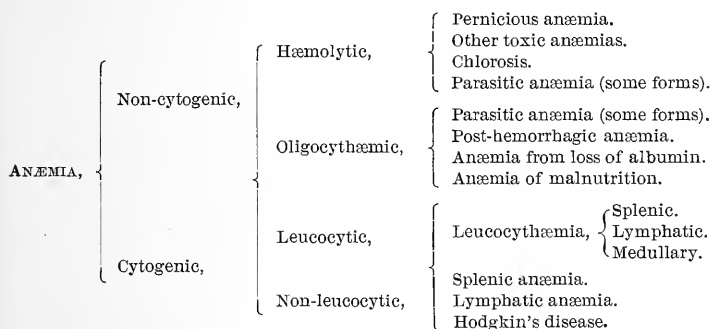 Pernicious anæmia.
Hæmolytic, Other toxic anæmias.
Chlorosis.
Non-cytogenic, Parasitic anæmia (some forms).
Parasitic anæmia (some forms).
Oligocythæmic, Post-hemorrhagic anæmia.
Anæmia from loss of albumin.
ANÆMIA, Anæmia of malnutrition.
Splenic.
Leucocytic, Leucocythæmia, Lymphatic.
Medullary.
Cytogenic,
Splenic anæmia.
Non-leucocytic, Lymphatic anæmia.
Hodgkin's disease.